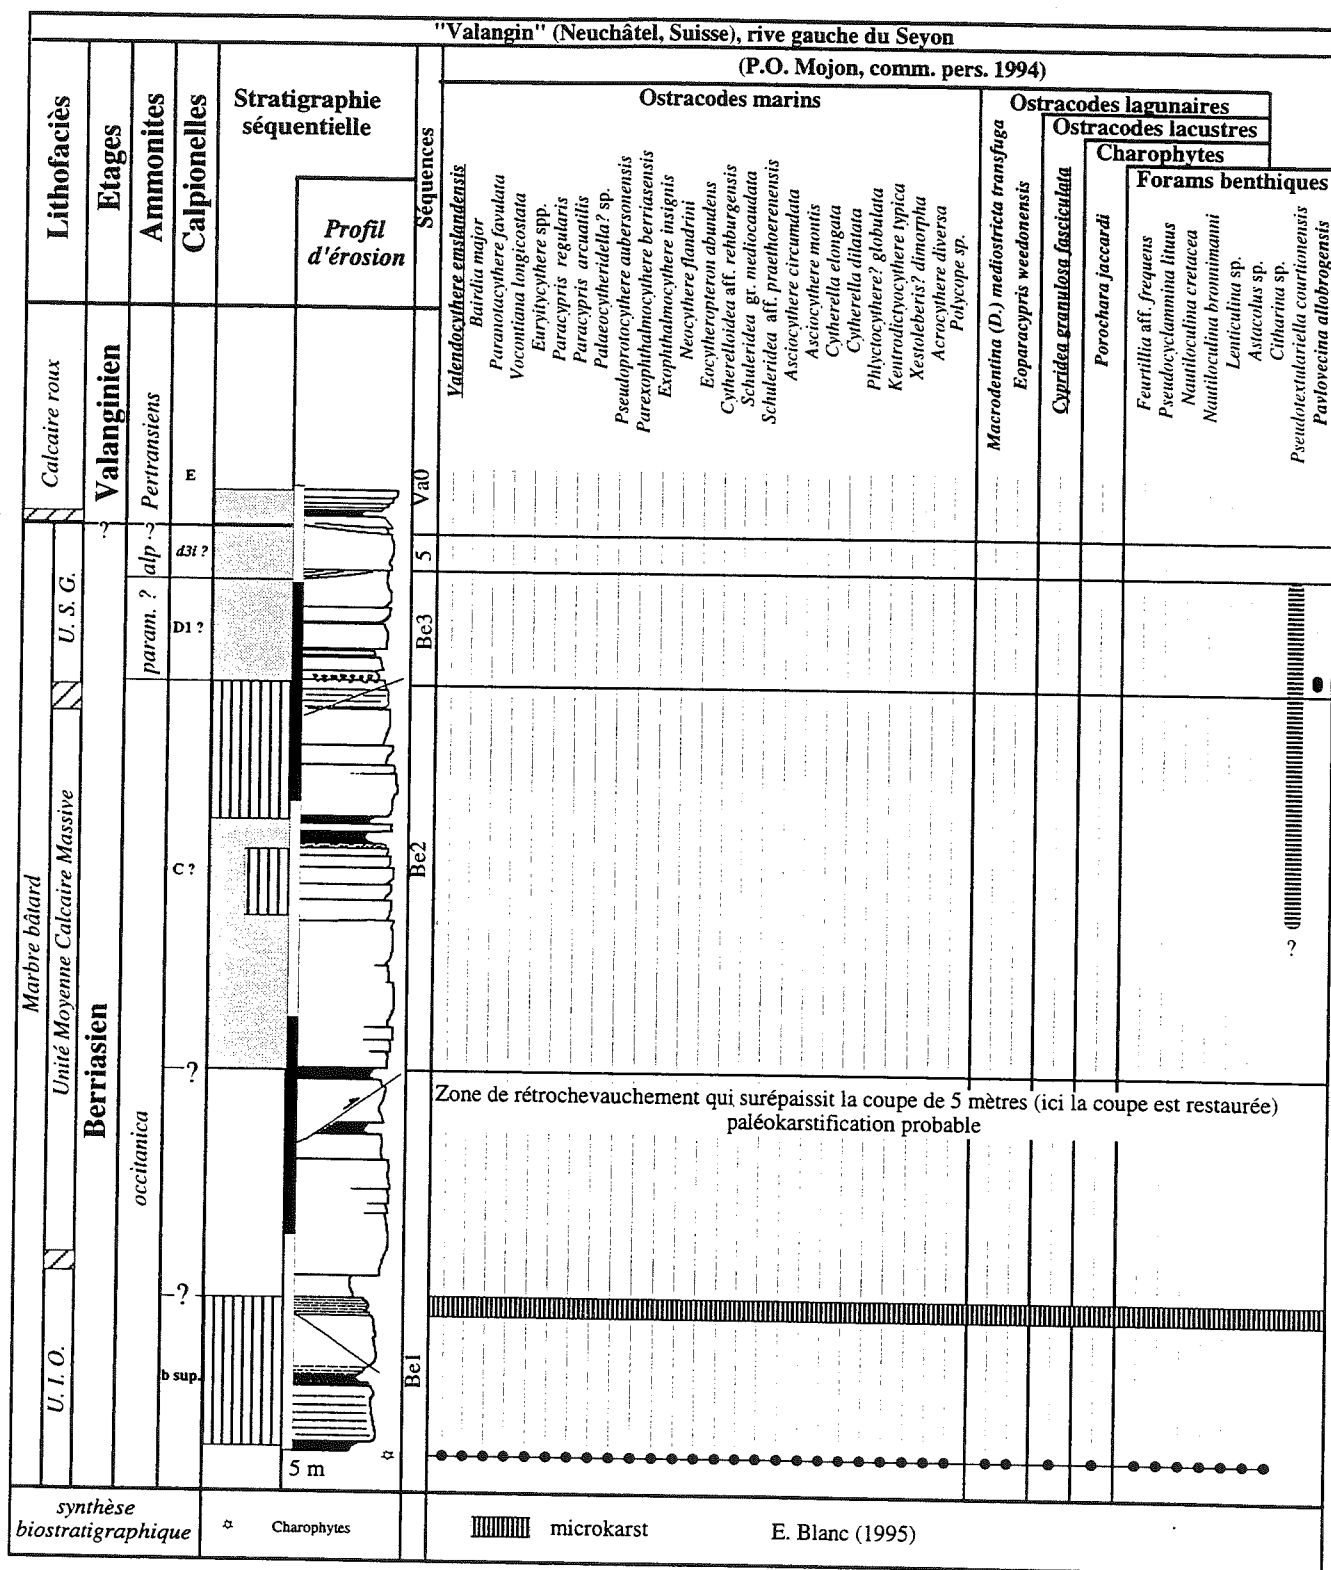 "Valangin" (Neuchâtel, Suisse), rive gauche du Seyon
(P.O. Mojon, comm. pers. 1994)
Lithofaciès
Etages
Ammonites
Calpionelles
Stratigraphie
séquentielle
Profil
d'érosion
Séquences
Ostracodes marins
Valendocythere emslandensis
Bairdia major
Paranotacythere favulata
Vocontiana longicostata
Euryitycythere spp.
Paracypris regularis
Paracypris arcuatilis
Palaeocytheridella? sp.
Pseudoprotocythere aubersonensis
Parexophthalmocythere berriasensis
Exophthalmocythere insignis
Neocythere flandrini
Eocytheropteron abundens
Cytherelloidea aff. rehburgensis
Schuleridea gr. mediocaudata
Schuleridea aff. praethoerenensis
Asciocythere circumdata
Asciocythere montis
Cytherella elongata
Cytherella dilatata
Phlyctocythere? globulata
Kentrodictyocythere typica
Xestoleberis? dimorpha
Acrocythere diversa
Polycope sp.
Ostracodes lagunaires
Macrodentina (D.) mediostricta transfuga
Eoparacypris weedonensis
Ostracodes lacustres
Cypridea granulosa fasciculata
Charophytes
Porochara jaccardi
Forams benthiques
Feurtillia aff. frequens
Pseudocyclammina lituus
Nautiloculina cretacea
Nautiloculina bronnimanni
Lenticulina sp.
Astacolus sp.
Citharina sp.
Pseudotextulariella courtionensis
Pavlovecina allobrogensis
Calcaire roux
Valanginien
Pertransiens
E
Va0
?
alp ?
d3i ?
5
U. S. G.
param. ?
D1 ?
Be3
Marbre bâtard
Unité Moyenne Calcaire Massive
Berriasien
C ?
Be2
?
?
occitanica
Zone de rétrochevauchement qui surépaissit la coupe de 5 mètres (ici la coupe est restaurée)
paléokarstification probable
?
U. I. O.
b sup.
Be1
5 m
synthèse
biostratigraphique
Charophytes
microkarst
E. Blanc (1995)